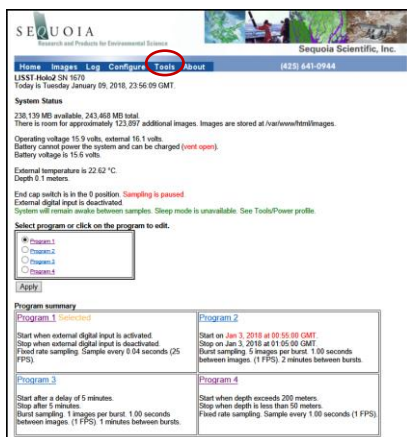 SEQUOIA
Research and Products for Environmental Science
Sequoia Scientific, Inc.
Home Images Log Configure Tools About (425) 641-0944
LISST-Holo2 SN 1670
Today is Tuesday January 09, 2018, 23:56:09 GMT.
System Status
238,139 MB available, 243,468 MB total.
There is room for approximately 123,897 additional images. Images are stored at /var/www/html/images.
Operating voltage 15.9 volts, external 16.1 volts.
Battery cannot power the system and can be charged (vent open).
Battery voltage is 15.6 volts.
External temperature is 22.62 °C.
Depth 0.1 meters.
End cap switch is in the 0 position. Sampling is paused.
External digital input is deactivated.
System will remain awake between samples. Sleep mode is unavailable. See Tools/Power profile.
Select program or click on the program to edit.
Program 1
Program 2
Program 3
Program 4
Apply
Program summary
Program 1 Selected
Start when external digital input is activated.
Stop when external digital input is deactivated.
Fixed rate sampling. Sample every 0.04 seconds (25
FPS).
Program 2
Start on Jan 3, 2018 at 00:55:00 GMT.
Stop on Jan 3, 2018 at 01:05:00 GMT.
Burst sampling. 5 images per burst. 1.00 seconds
between images. (1 FPS). 2 minutes between bursts.
Program 3
Start after a delay of 5 minutes.
Stop after 5 minutes.
Burst sampling. 1 images per burst. 1.00 seconds
between images. (1 FPS). 1 minutes between bursts.
Program 4
Start when depth exceeds 200 meters.
Stop when depth is less than 50 meters.
Fixed rate sampling. Sample every 1.00 seconds (1 FPS).